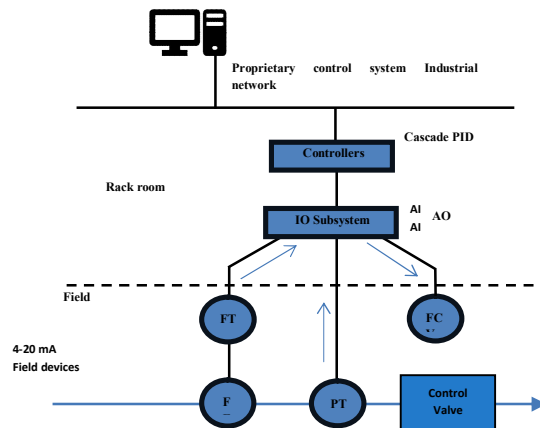 Proprietary control system Industrial
network
Cascade PID
Controllers
Rack room
AI
AO
IO Subsystem
AI
Field
FT
FC
4-20 mA
Field devices
F
PT
Control
Valve